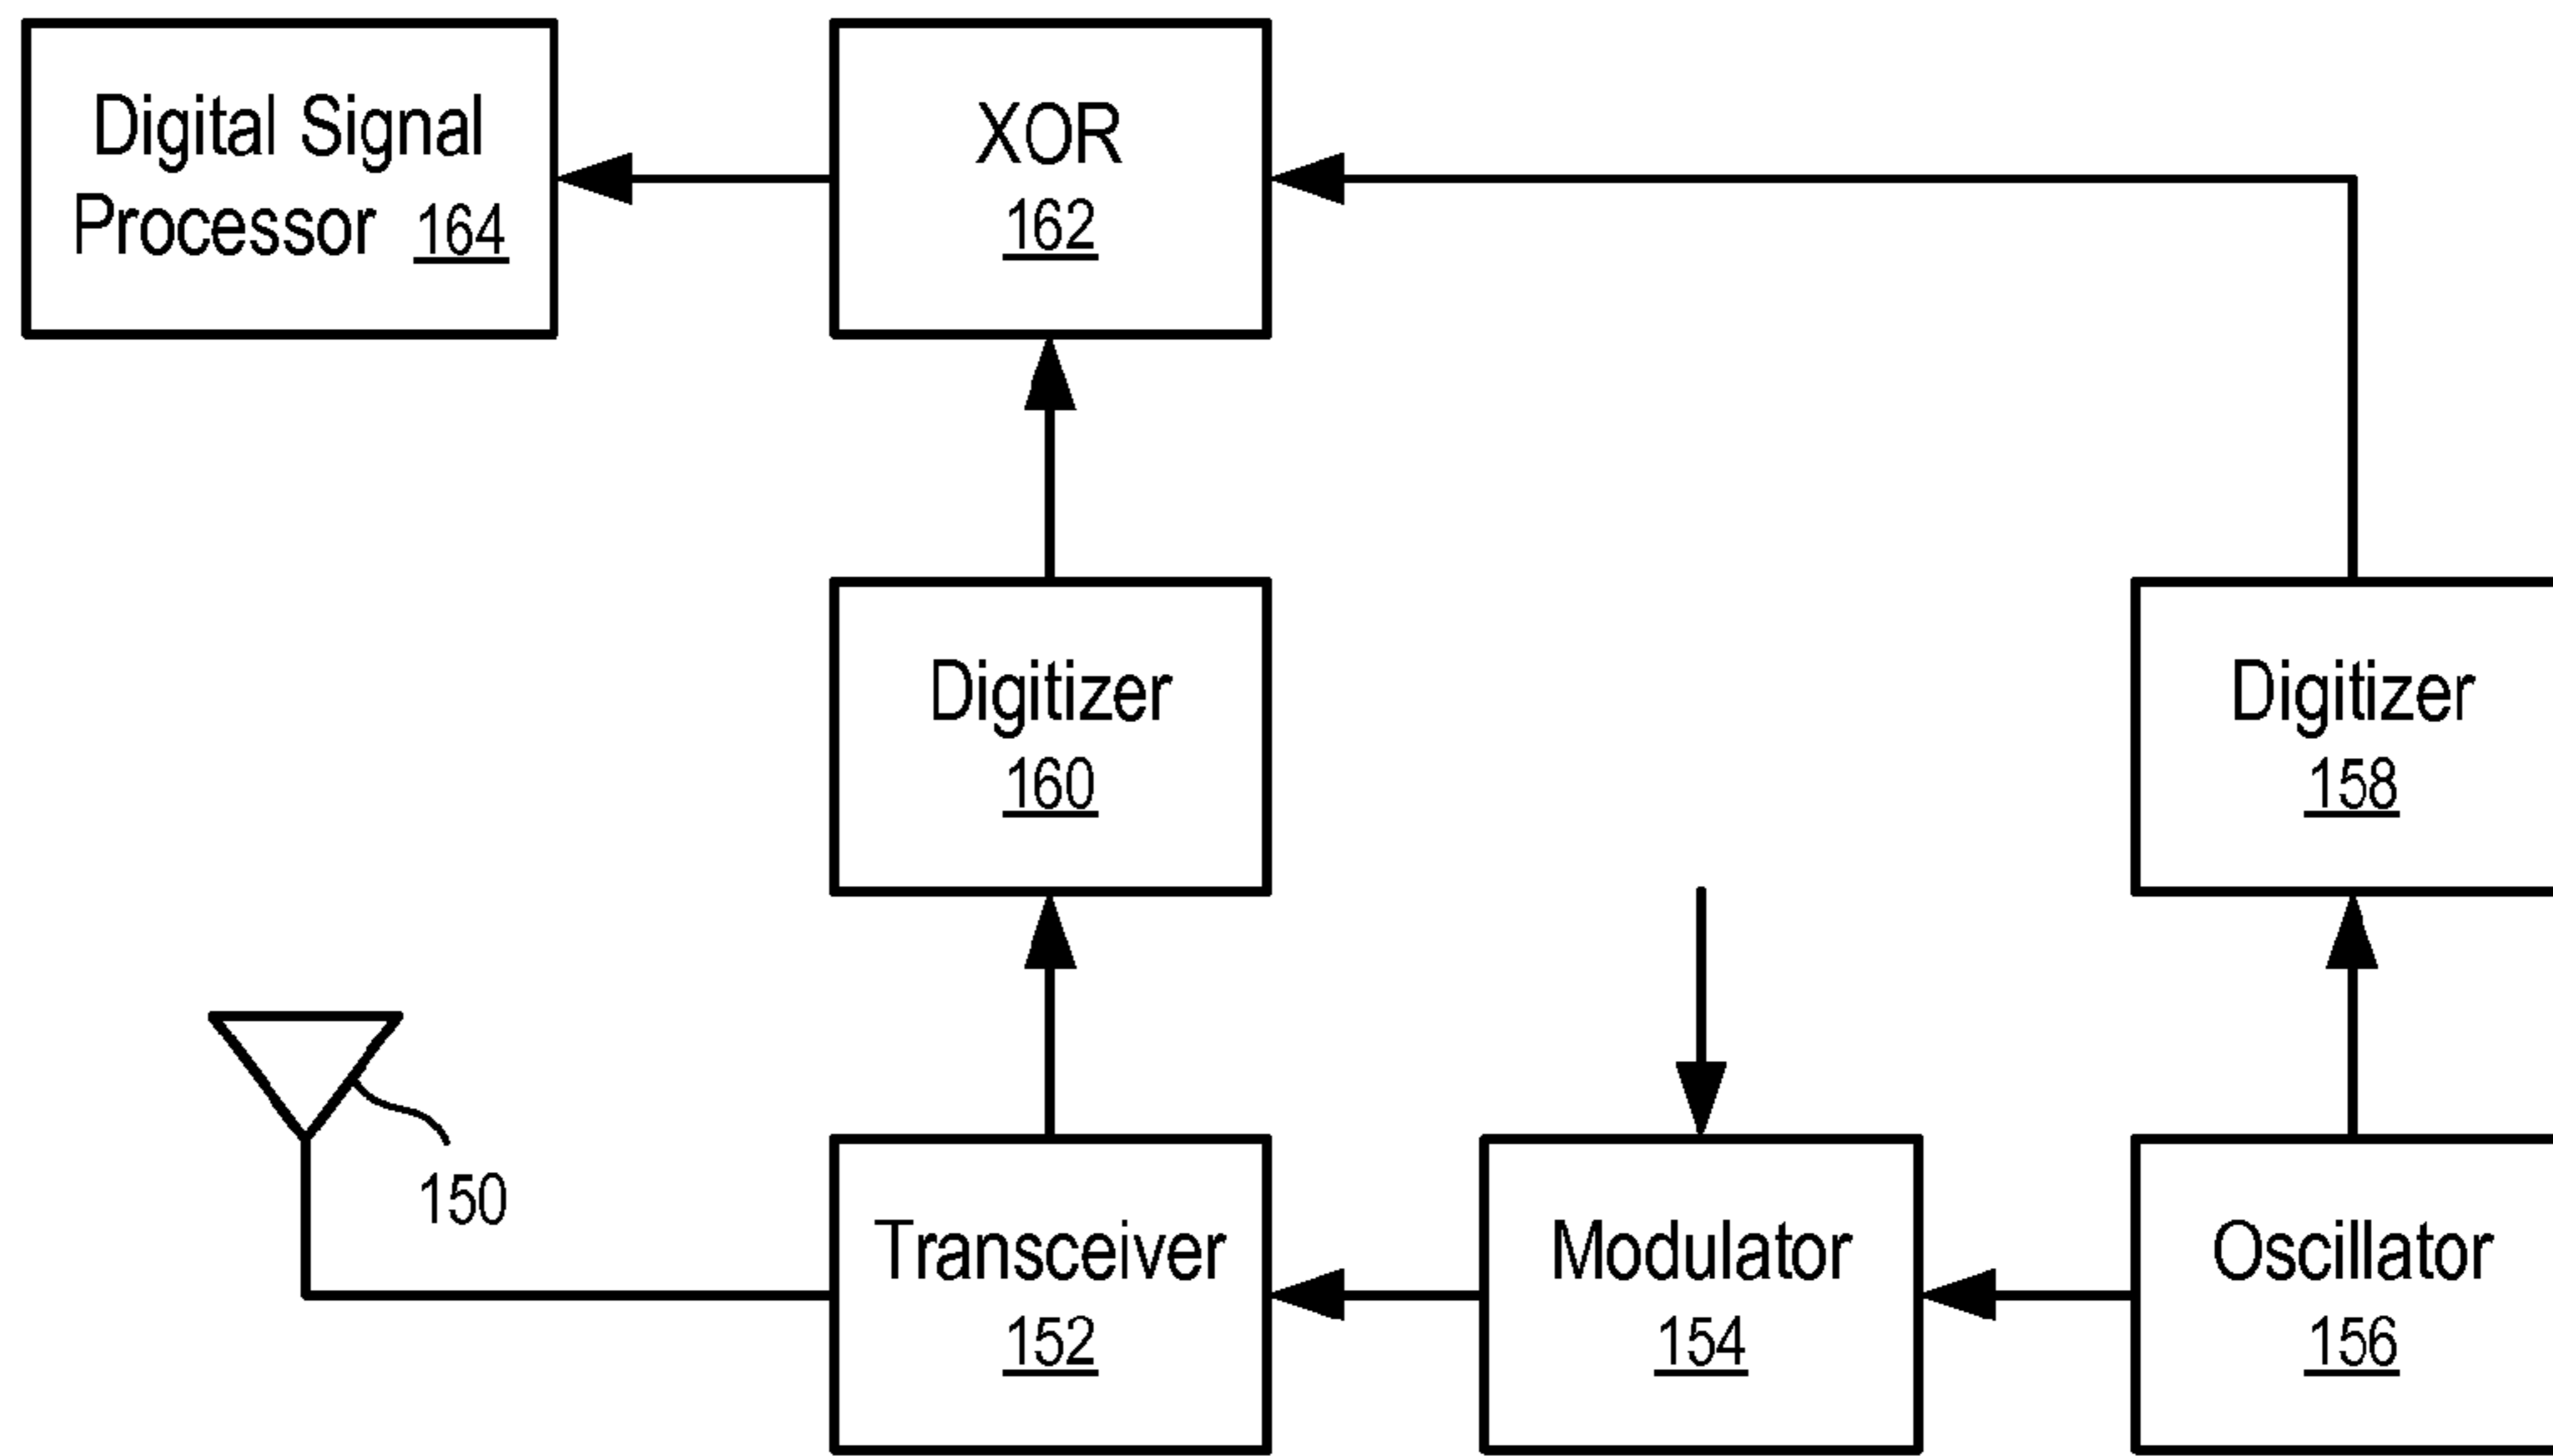 Digital Signal
Processor 164
XOR
162
Digitizer
160
Digitizer
158
150
Transceiver
152
Modulator
154
Oscillator
156